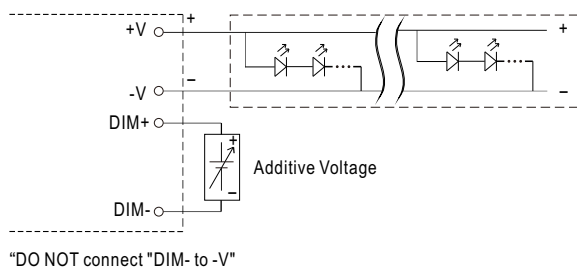 +V
+
-V
−
DIM+
DIM-
+
−
Additive Voltage
+
−
“DO NOT connect "DIM- to -V"